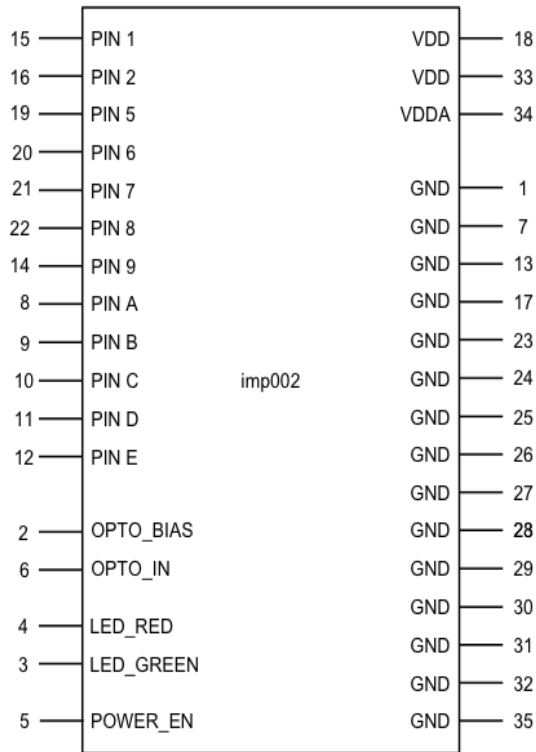 15 PIN 1 VDD 18
16 PIN 2 VDD 33
19 PIN 5 VDDA 34
20 PIN 6
21 PIN 7 GND 1
22 PIN 8 GND 7
14 PIN 9 GND 13
8 PIN A GND 17
9 PIN B GND 23
10 PIN C imp002 GND 24
11 PIN D GND 25
12 PIN E GND 26
GND 27
2 OPTO_BIAS GND 28
6 OPTO_IN GND 29
GND 30
4 LED_RED GND 31
3 LED_GREEN GND 32
5 POWER_EN GND 35